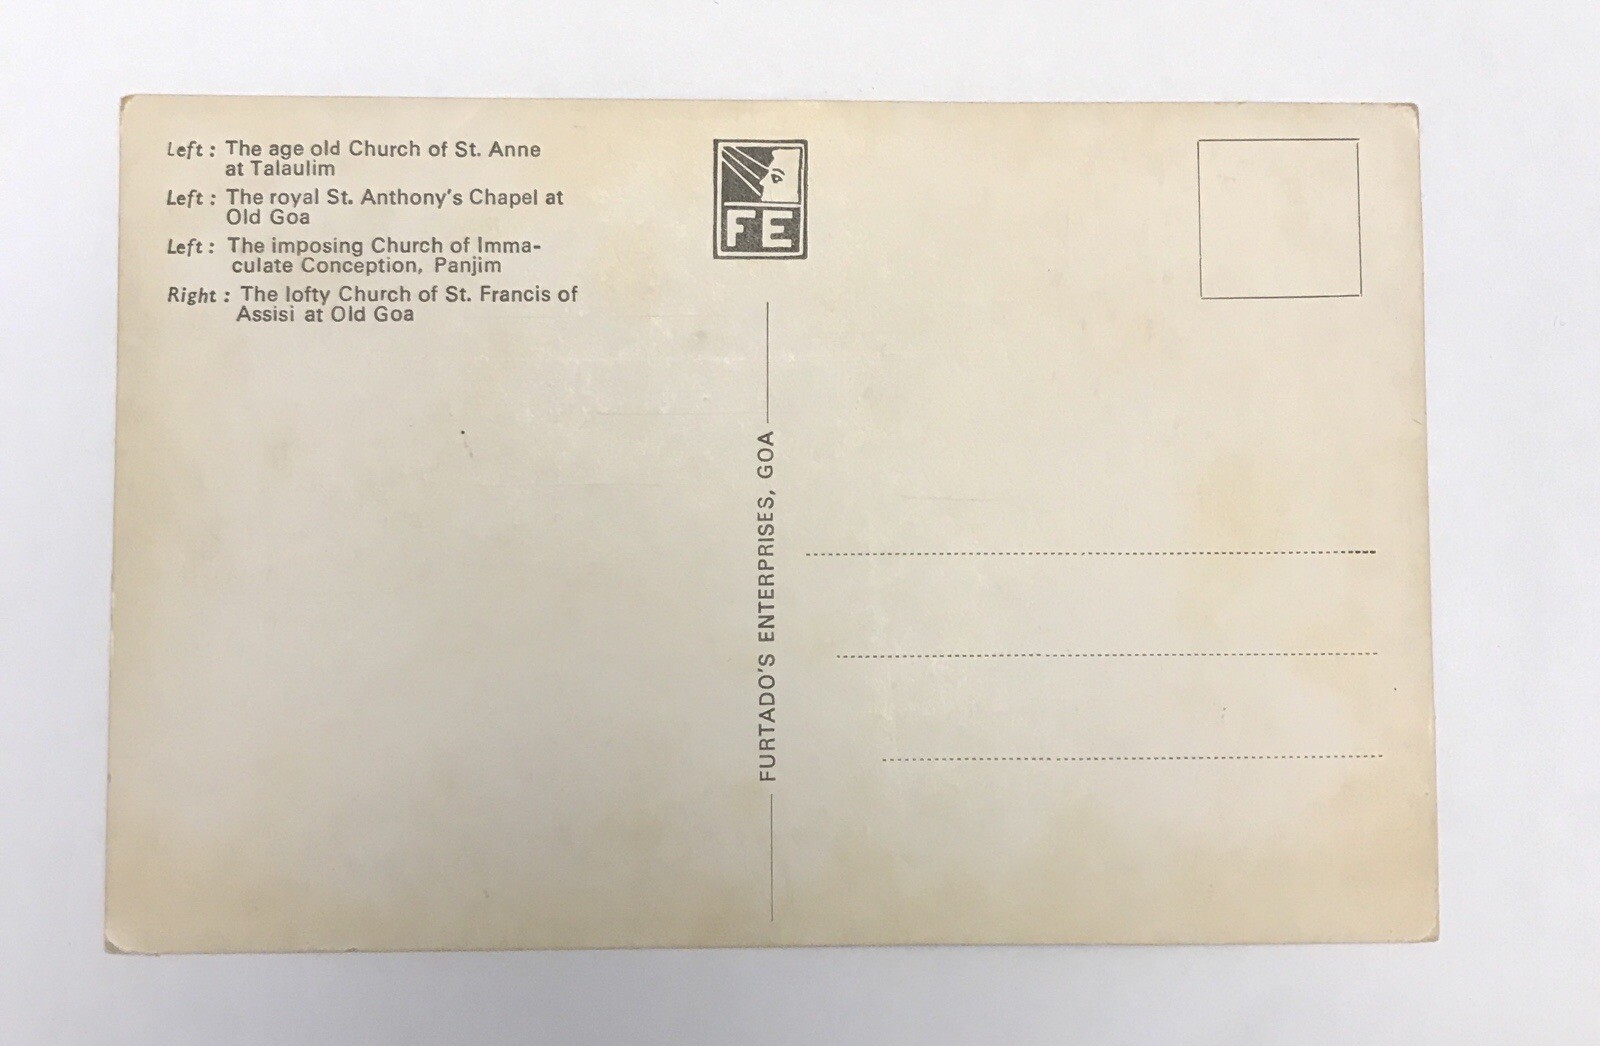 Left : The age old Church of St. Anne
at Talaulim
Left : The royal St. Anthony's Chapel at
Old Goa
Left : The imposing Church of Imma-
culate Conception, Panjim
Right : The lofty Church of St. Francis of
Assisi at Old Goa
FE
FURTADO'S ENTERPRISES, GOA